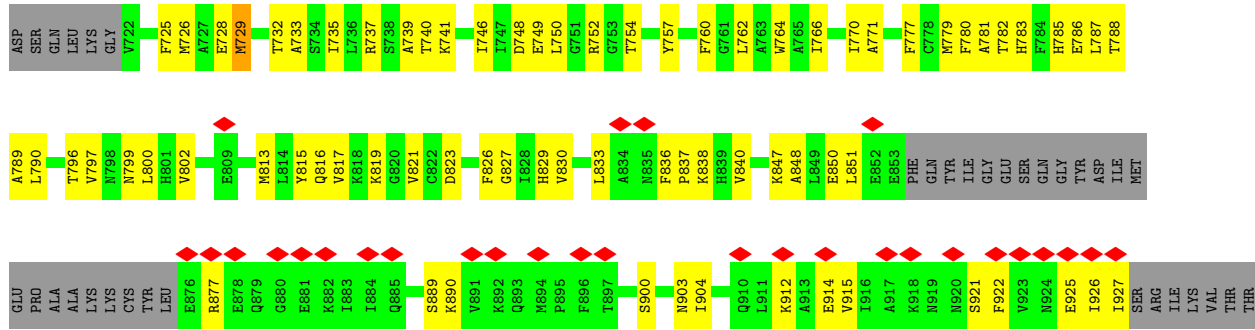 ASP SER GLN LEU LYS GLY V722 F725 M726 A727 E728 M729 T732 A733 S734 I735 L736 R737 S738 A739 T740 K741 I746 I747 D748 E749 L750 G751 R752 G753 T754 Y757 F760 G761 L762 A763 W764 A765 I766 I770 A771 F777 C778 M779 F780 A781 T782 H783 F784 H785 E786 L787 T788
A789 L790 T796 V797 N798 N799 L800 H801 V802 E809 M813 L814 Y815 Q816 V817 K818 K819 G820 V821 C822 D823 F826 G827 I828 H829 V830 L833 A834 N835 F836 P837 K838 H839 V840 K847 A848 L849 E850 L851 E852 E853 PHE GLN TYR ILE GLY GLU SER GLN GLY TYR ASP ILE MET
GLU PRO ALA ALA LYS LYS CYS TYR LEU E876 R877 E878 Q879 G880 E881 K882 I883 I884 Q885 S889 K890 V891 K892 Q893 M894 P895 F896 T897 S900 N903 I904 Q910 L911 K912 A913 E914 V915 I916 A917 K918 N919 N920 S921 F922 V923 N924 E925 I926 I927 SER ARG ILE LYS VAL THR THR